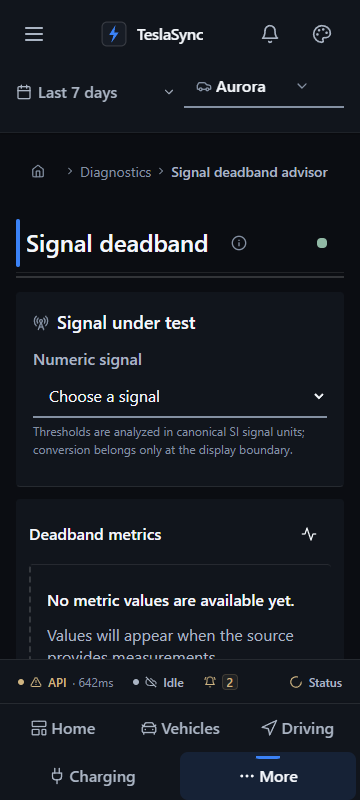 TeslaSync
Last 7 days
Aurora
Diagnostics
Signal deadband advisor
Signal deadband
Signal under test
Numeric signal
Choose a signal
Thresholds are analyzed in canonical SI signal units;
conversion belongs only at the display boundary.
Deadband metrics
No metric values are available yet.
Values will appear when the source
provides measurements
API · 642ms
Idle
2
Status
Home
Vehicles
Driving
Charging
More